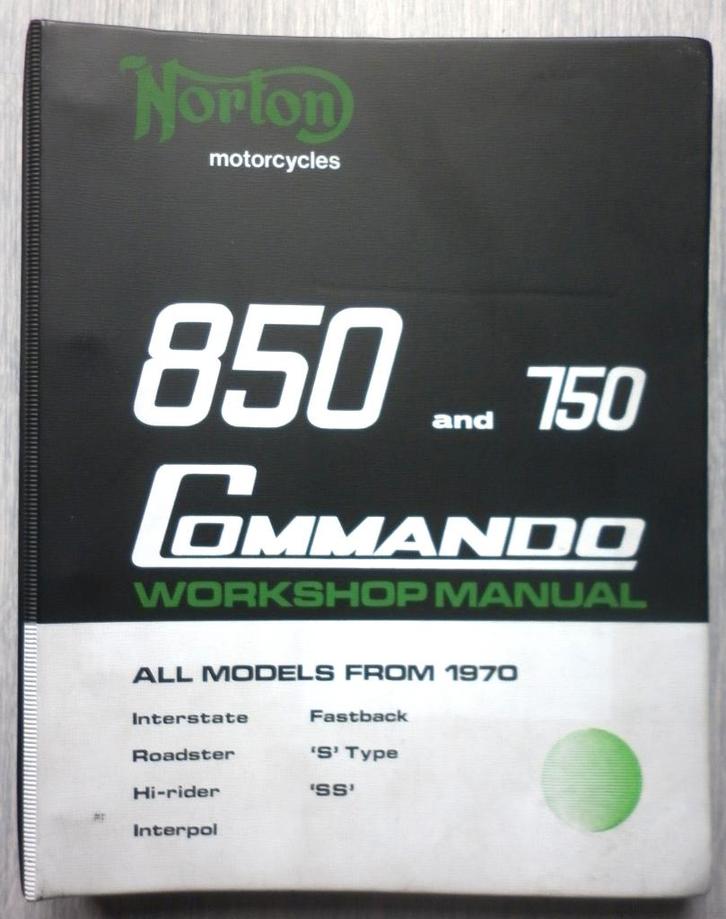 Norton
motorcycles
850 and 750
COMMANDO
WORKSHOP MANUAL
ALL MODELS FROM 1970
Interstate Fastback
Roadster ‘S’ Type
Hi-rider ‘SS’
Interpol